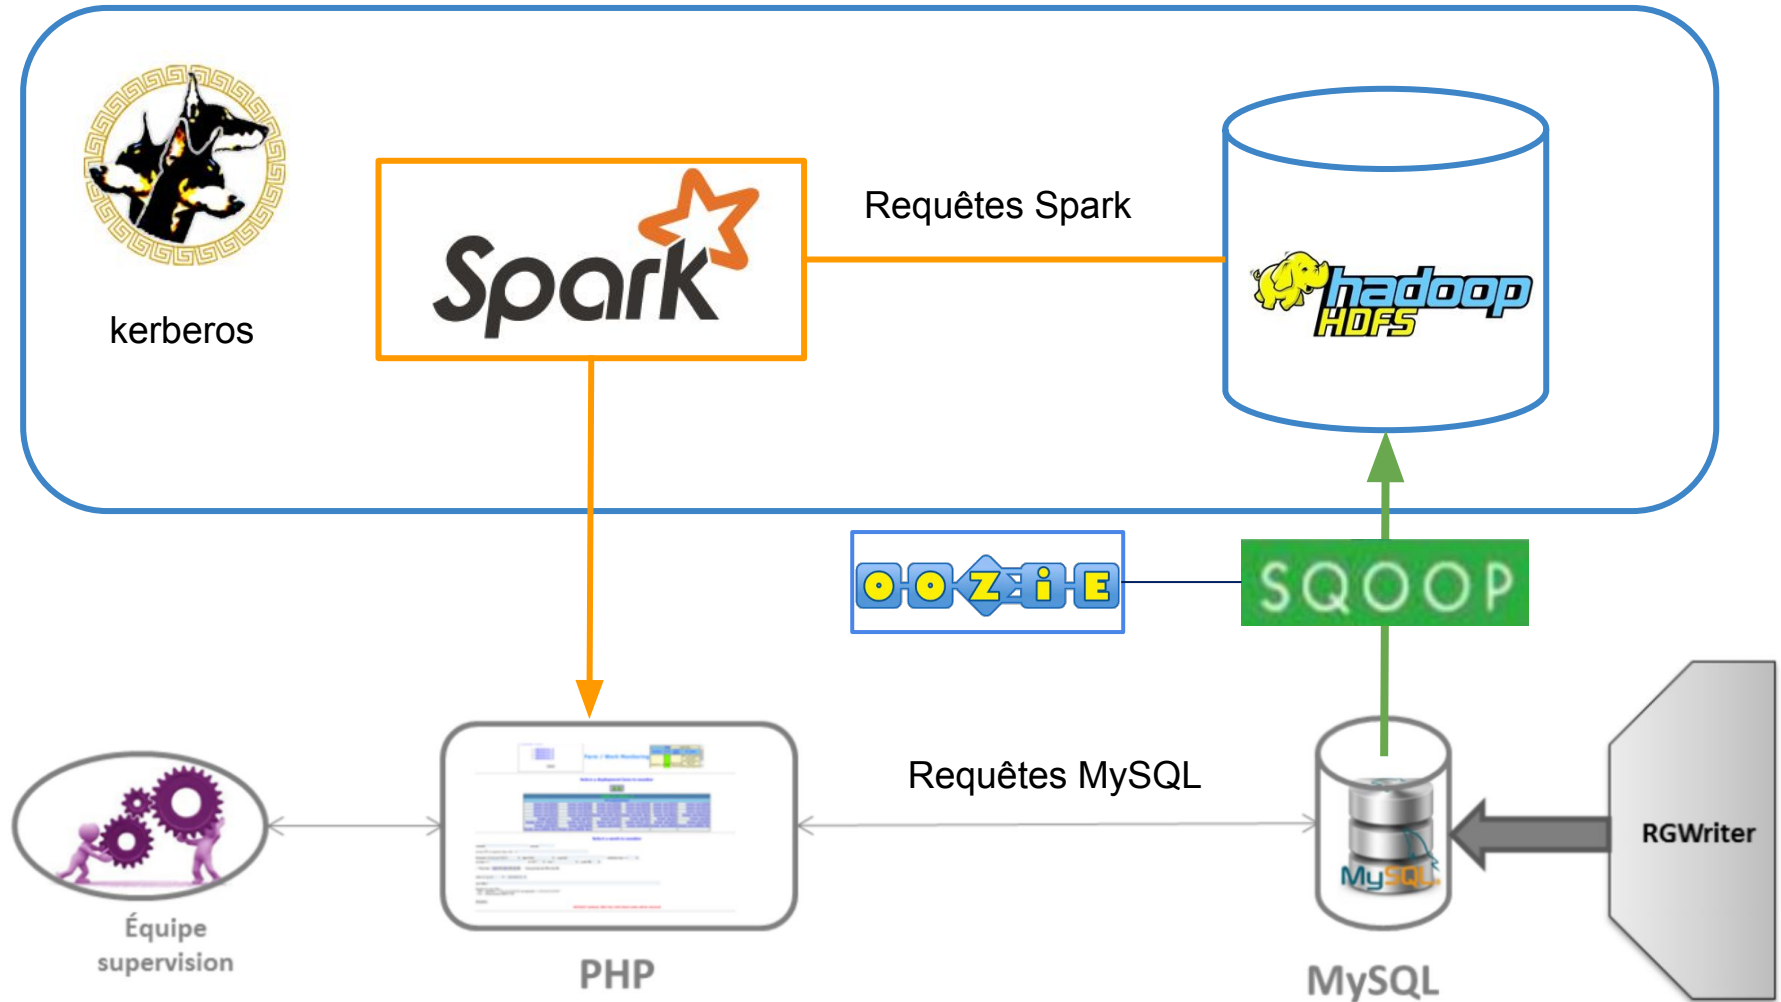 kerberos
Spark
Requêtes Spark
hadoop
HDFS
OOZiE
SQOOP
Requêtes MySQL
MySQL
RGWriter
Équipe
supervision
PHP
MySQL